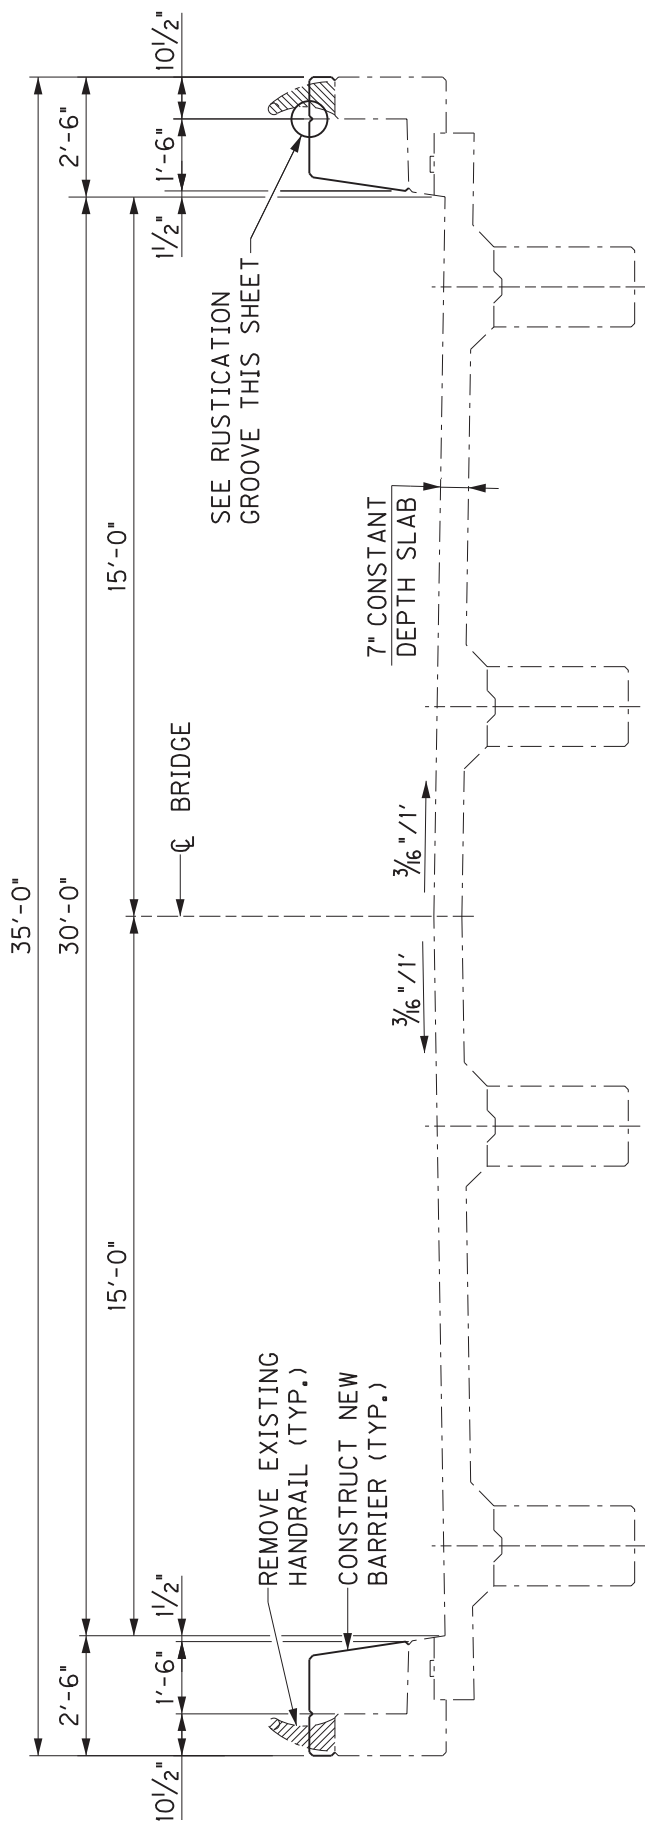 35'-0"
2'-6"
30'-0"
2'-6"
15'-0"
15'-0"
10½"
1'-6"
1½"
℄ BRIDGE
1½"
1'-6"
10½"
REMOVE EXISTING
HANDRAIL (TYP.)
CONSTRUCT NEW
BARRIER (TYP.)
SEE RUSTICATION
GROOVE THIS SHEET
3/16"/1'
3/16"/1'
7" CONSTANT
DEPTH SLAB